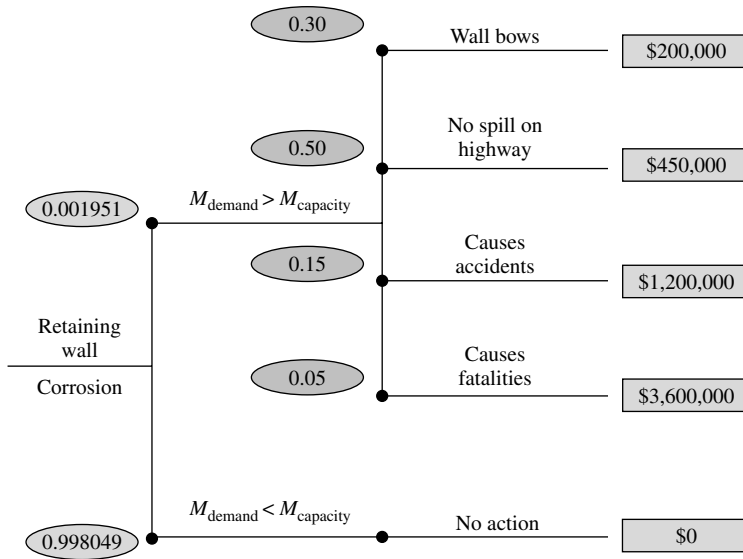 0.30
Wall bows
$200,000
0.50
No spill on
highway
$450,000
0.001951
M_demand > M_capacity
0.15
Causes
accidents
$1,200,000
Retaining
wall
Corrosion
0.05
Causes
fatalities
$3,600,000
M_demand < M_capacity
0.998049
No action
$0